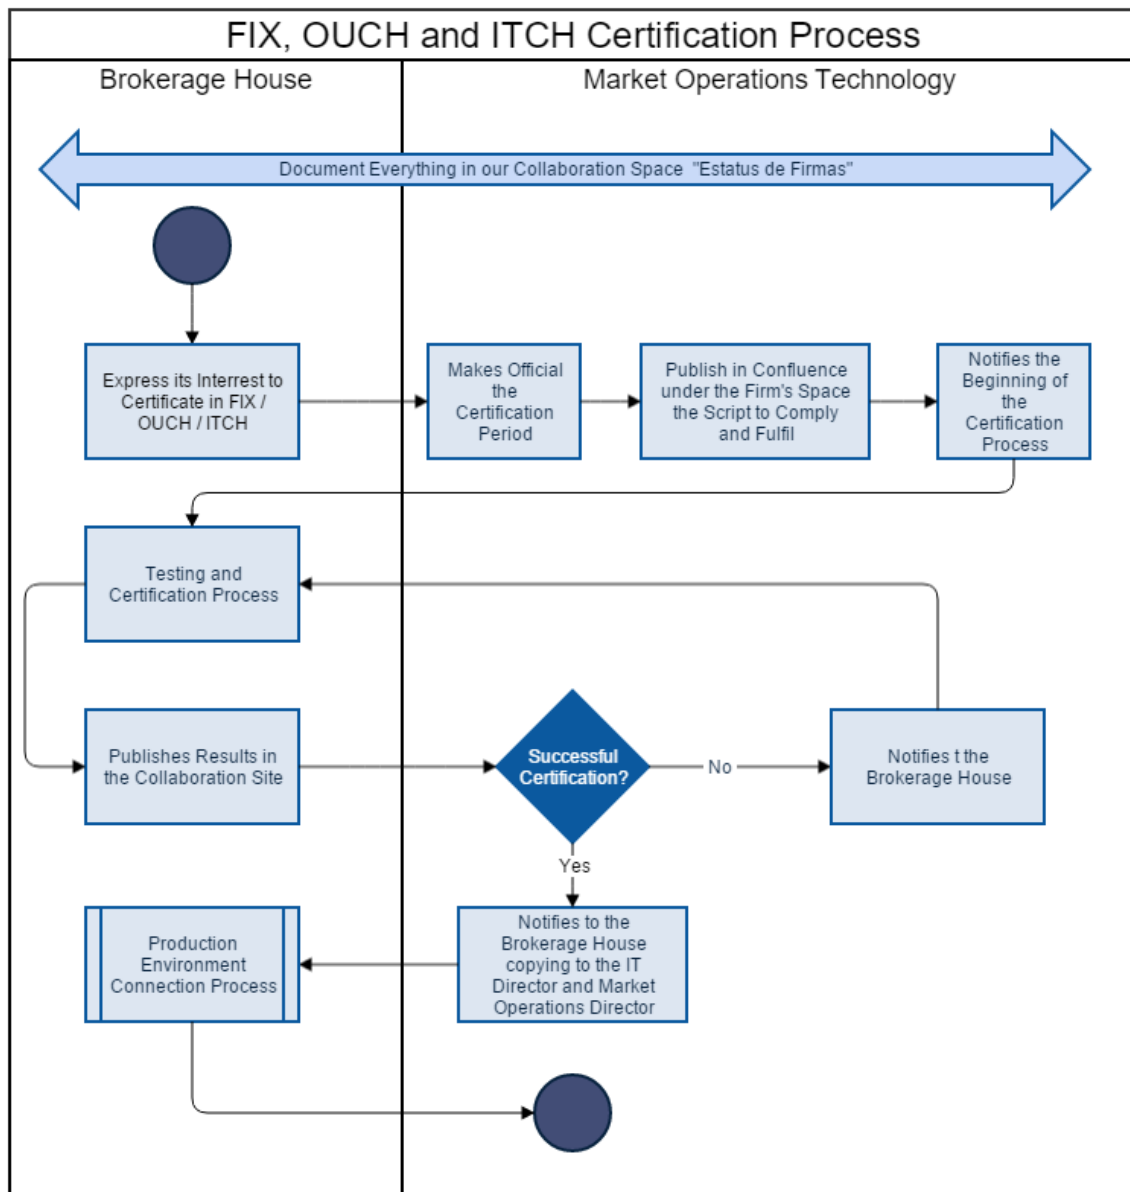 FIX, OUCH and ITCH Certification Process
Brokerage House
Market Operations Technology
Document Everything in our Collaboration Space "Estatus de Firmas"
Express its Interrest to
Certificate in FIX /
OUCH / ITCH
Makes Official
the
Certification
Period
Publish in Confluence
under the Firm's Space
the Script to Comply
and Fulfil
Notifies the
Beginning of
the
Certification
Process
Testing and
Certification Process
Publishes Results in
the Collaboration Site
Successful
Certification?
No
Notifies t the
Brokerage House
Yes
Production
Environment
Connection Process
Notifies to the
Brokerage House
copying to the IT
Director and Market
Operations Director